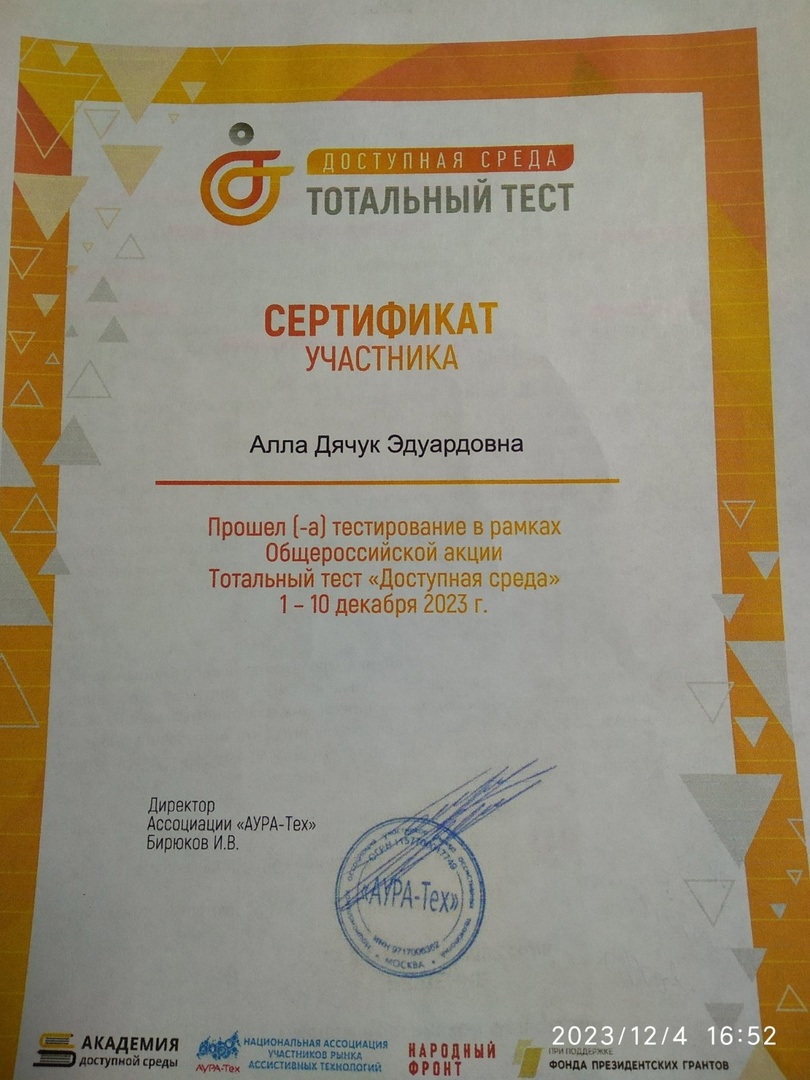 ДОСТУПНАЯ СРЕДА
ТОТАЛЬНЫЙ ТЕСТ
СЕРТИФИКАТ
УЧАСТНИКА
Алла Дячук Эдуардовна
Прошел (-а) тестирование в рамках
Общероссийской акции
Тотальный тест «Доступная среда»
1 – 10 декабря 2023 г.
Директор
Ассоциации «АУРА-Тех»
Бирюков И.В.
«АУРА-Тех»
МОСКВА
АКАДЕМИЯ
доступной среды
АУРА-Тех
НАЦИОНАЛЬНАЯ АССОЦИАЦИЯ
УЧАСТНИКОВ РЫНКА
АССИСТИВНЫХ ТЕХНОЛОГИЙ
НАРОДНЫЙ
ФРОНТ
ПРИ ПОДДЕРЖКЕ
ФОНДА ПРЕЗИДЕНТСКИХ ГРАНТОВ
2023/12/4 16:52